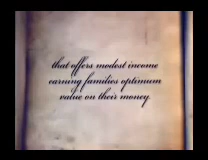 that offers modest income
earning families optimum
value on their money.